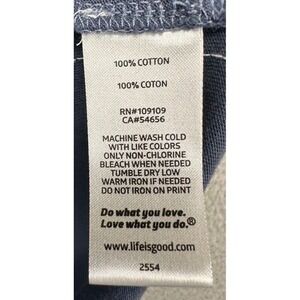 100% COTTON
100% COTON
RN#109109
CA#54656
MACHINE WASH COLD
WITH LIKE COLORS
ONLY NON-CHLORINE
BLEACH WHEN NEEDED
TUMBLE DRY LOW
WARM IRON IF NEEDED
DO NOT IRON ON PRINT
Do what you love.
Love what you do.®
www.lifeisgood.com
2554